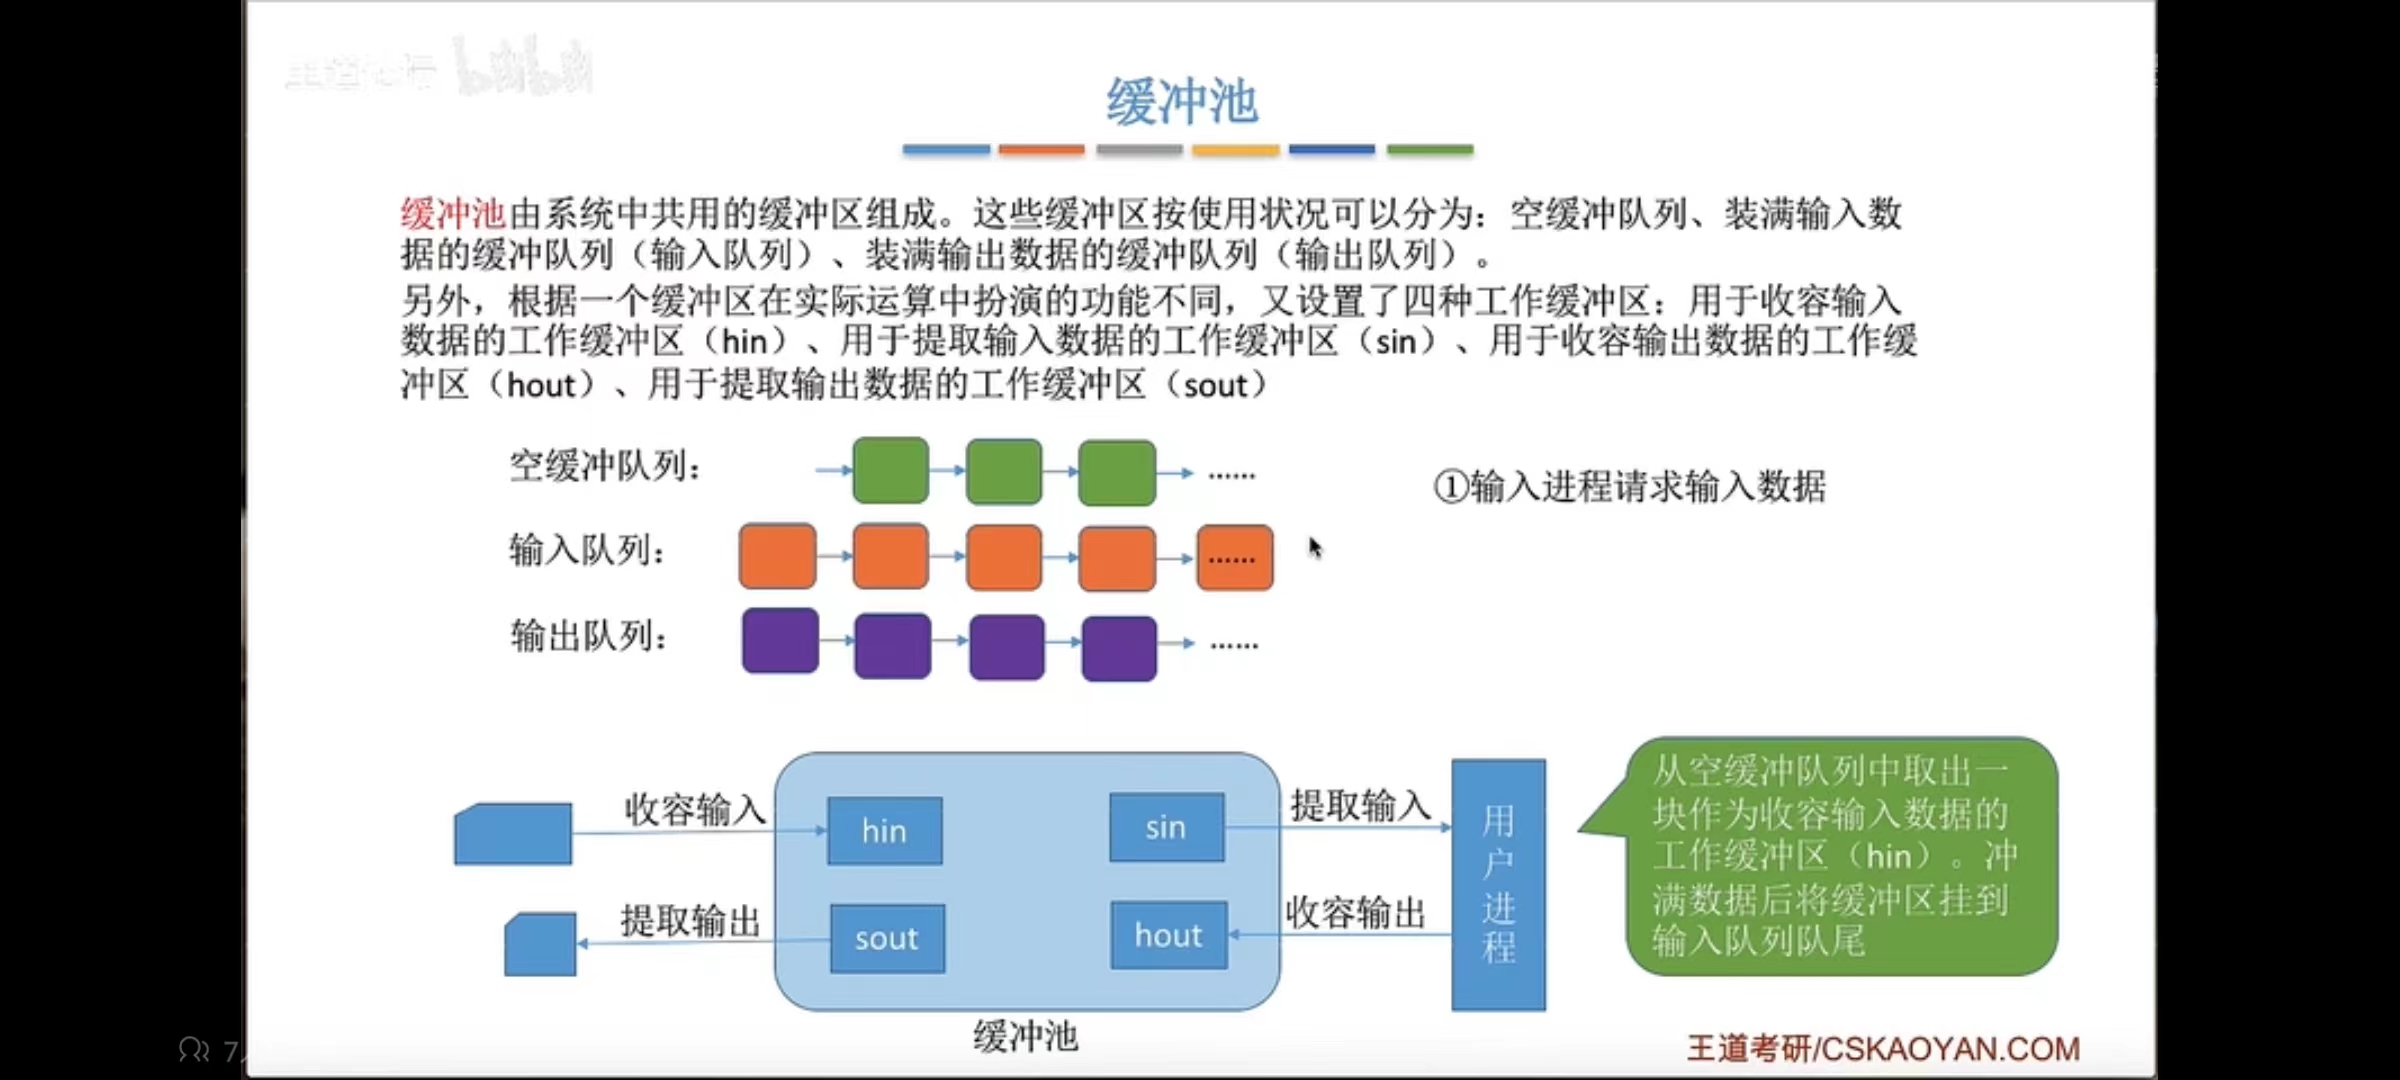 缓冲池
缓冲池由系统中共用的缓冲区组成。这些缓冲区按使用状况可以分为：空缓冲队列、装满输入数
据的缓冲队列（输入队列）、装满输出数据的缓冲队列（输出队列）。
另外，根据一个缓冲区在实际运算中扮演的功能不同，又设置了四种工作缓冲区：用于收容输入
数据的工作缓冲区（hin）、用于提取输入数据的工作缓冲区（sin）、用于收容输出数据的工作缓
冲区（hout）、用于提取输出数据的工作缓冲区（sout）
空缓冲队列：
……
①输入进程请求输入数据
输入队列：
……
输出队列：
……
收容输入
hin
sin
提取输入
提取输出
sout
hout
收容输出
用户进程
缓冲池
从空缓冲队列中取出一
块作为收容输入数据的
工作缓冲区（hin）。冲
满数据后将缓冲区挂到
输入队列队尾
王道考研/CSKAOYAN.COM
7